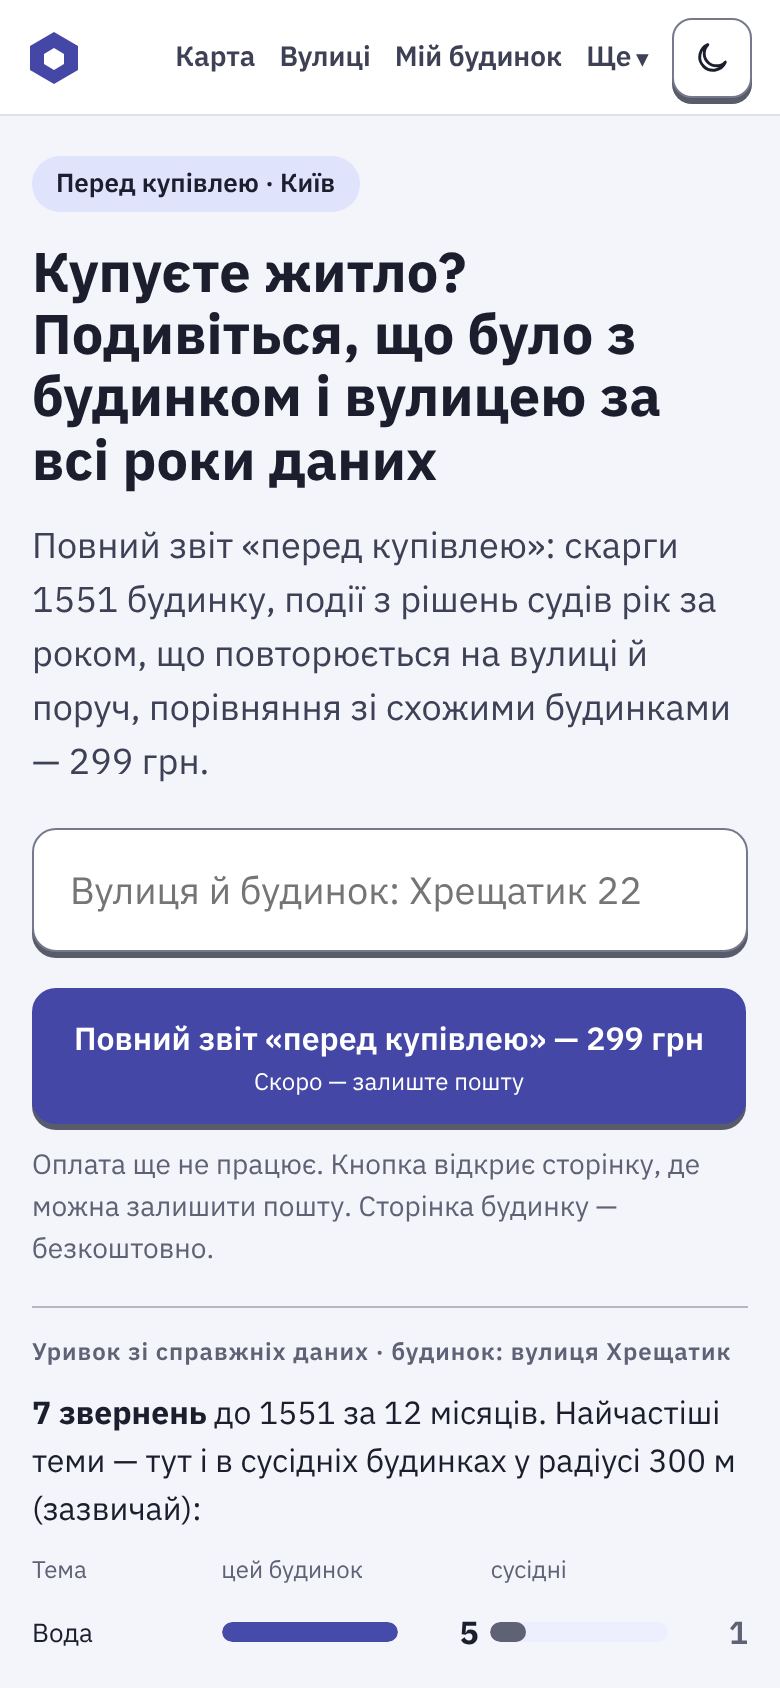 Карта Вулиці Мій будинок Ще ▾
Перед купівлею · Київ
Купуєте житло?
Подивіться, що було з
будинком і вулицею за
всі роки даних
Повний звіт «перед купівлею»: скарги
1551 будинку, події з рішень судів рік за
роком, що повторюється на вулиці й
поруч, порівняння зі схожими будинками
— 299 грн.
Вулиця й будинок: Хрещатик 22
Повний звіт «перед купівлею» — 299 грн
Скоро — залиште пошту
Оплата ще не працює. Кнопка відкриє сторінку, де
можна залишити пошту. Сторінка будинку —
безкоштовно.
Уривок зі справжніх даних · будинок: вулиця Хрещатик
7 звернень до 1551 за 12 місяців. Найчастіші
теми — тут і в сусідніх будинках у радіусі 300 м
(зазвичай):
Тема цей будинок сусідні
Вода 5 1